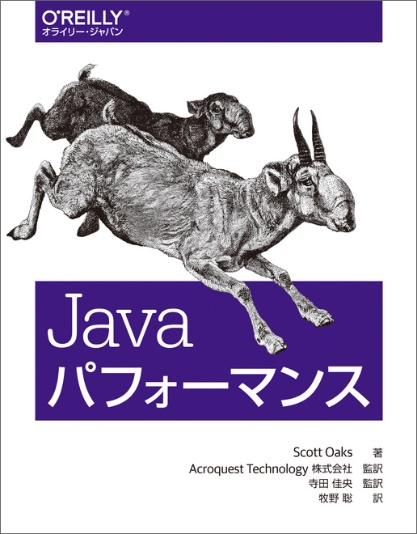 O'REILLY®
オライリー・ジャパン
Java
パフォーマンス
Scott Oaks 著
Acroquest Technology 株式会社 監訳
寺田 佳央 監訳
牧野 聡 訳